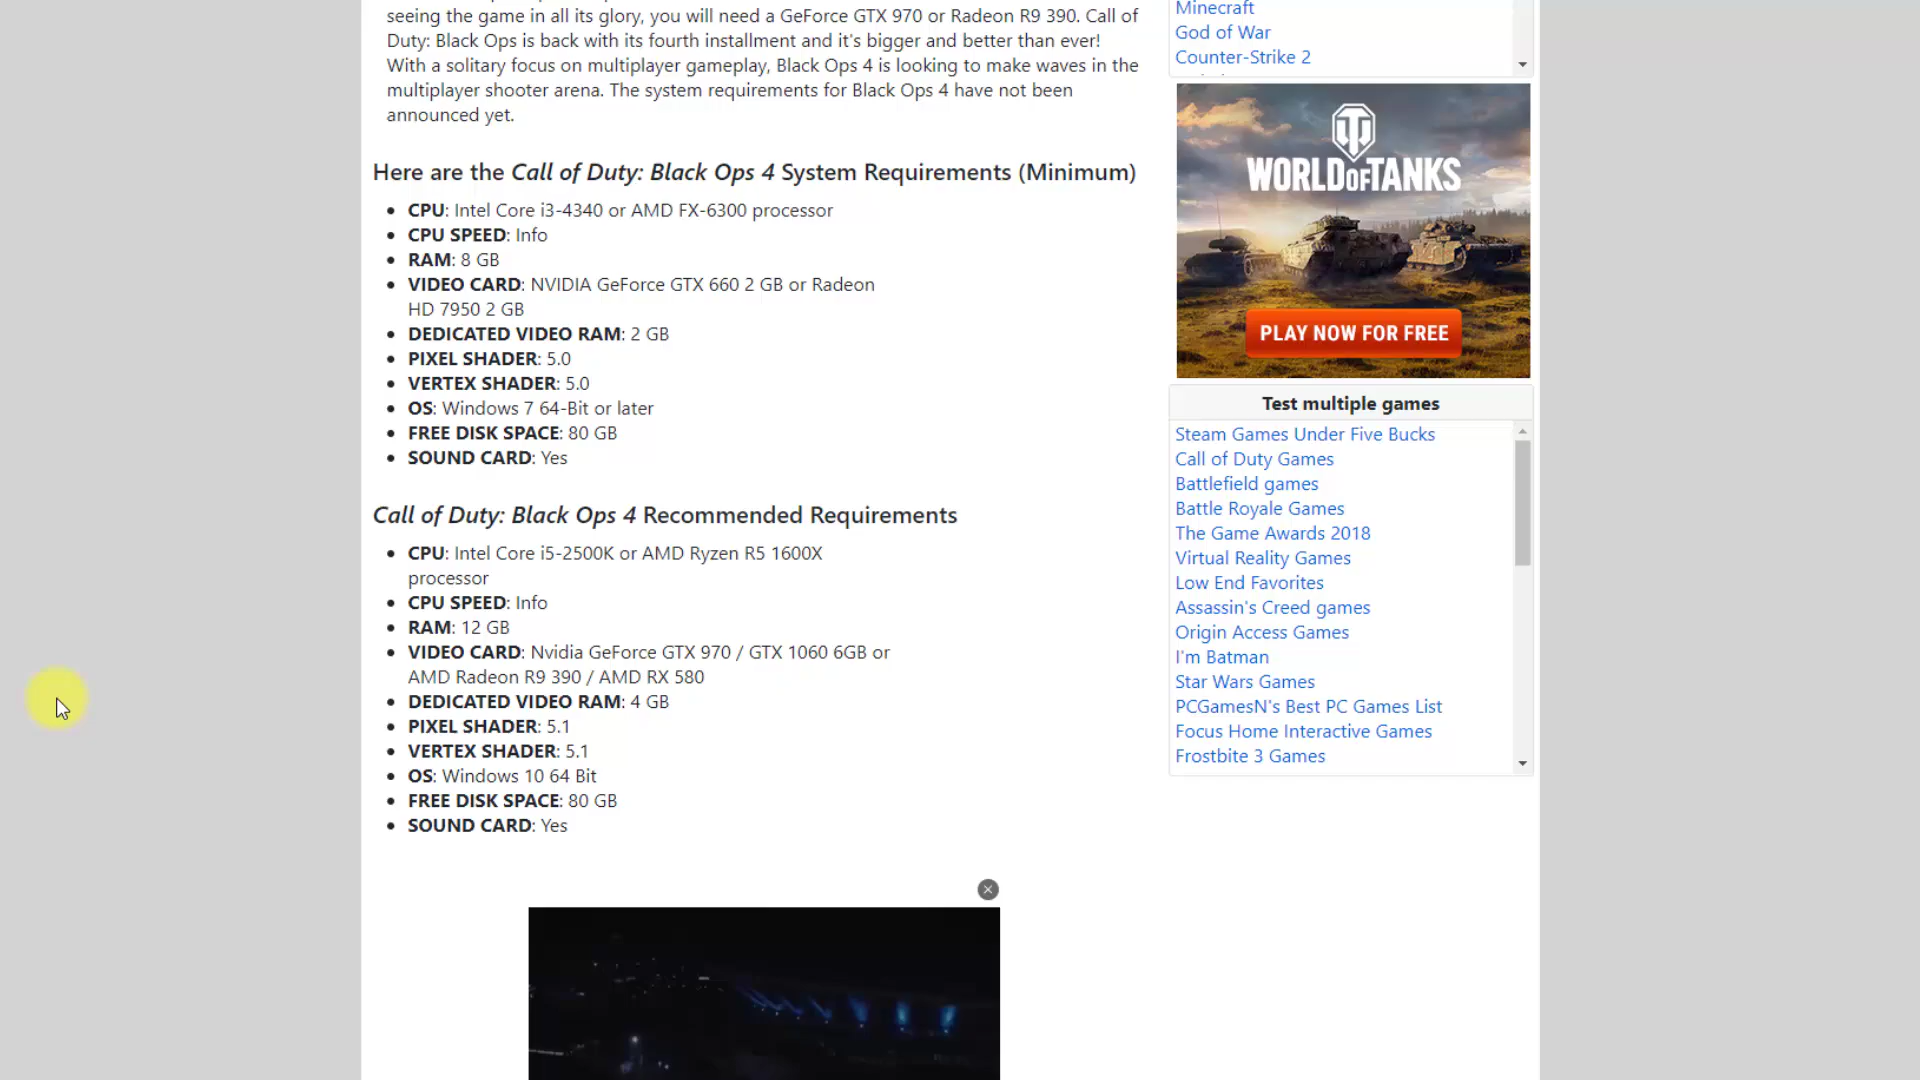 seeing the game in all its glory, you will need a GeForce GTX 970 or Radeon R9 390. Call of
Duty: Black Ops is back with its fourth installment and it's bigger and better than ever!
With a solitary focus on multiplayer gameplay, Black Ops 4 is looking to make waves in the
multiplayer shooter arena. The system requirements for Black Ops 4 have not been
announced yet.
Here are the Call of Duty: Black Ops 4 System Requirements (Minimum)
CPU: Intel Core i3-4340 or AMD FX-6300 processor
CPU SPEED: Info
RAM: 8 GB
VIDEO CARD: NVIDIA GeForce GTX 660 2 GB or Radeon
HD 7950 2 GB
DEDICATED VIDEO RAM: 2 GB
PIXEL SHADER: 5.0
VERTEX SHADER: 5.0
OS: Windows 7 64-Bit or later
FREE DISK SPACE: 80 GB
SOUND CARD: Yes
Call of Duty: Black Ops 4 Recommended Requirements
CPU: Intel Core i5-2500K or AMD Ryzen R5 1600X
processor
CPU SPEED: Info
RAM: 12 GB
VIDEO CARD: Nvidia GeForce GTX 970 / GTX 1060 6GB or
AMD Radeon R9 390 / AMD RX 580
DEDICATED VIDEO RAM: 4 GB
PIXEL SHADER: 5.1
VERTEX SHADER: 5.1
OS: Windows 10 64 Bit
FREE DISK SPACE: 80 GB
SOUND CARD: Yes
Minecraft
God of War
Counter-Strike 2
WORLD OF TANKS
PLAY NOW FOR FREE
Test multiple games
Steam Games Under Five Bucks
Call of Duty Games
Battlefield games
Battle Royale Games
The Game Awards 2018
Virtual Reality Games
Low End Favorites
Assassin's Creed games
Origin Access Games
I'm Batman
Star Wars Games
PCGamesN's Best PC Games List
Focus Home Interactive Games
Frostbite 3 Games